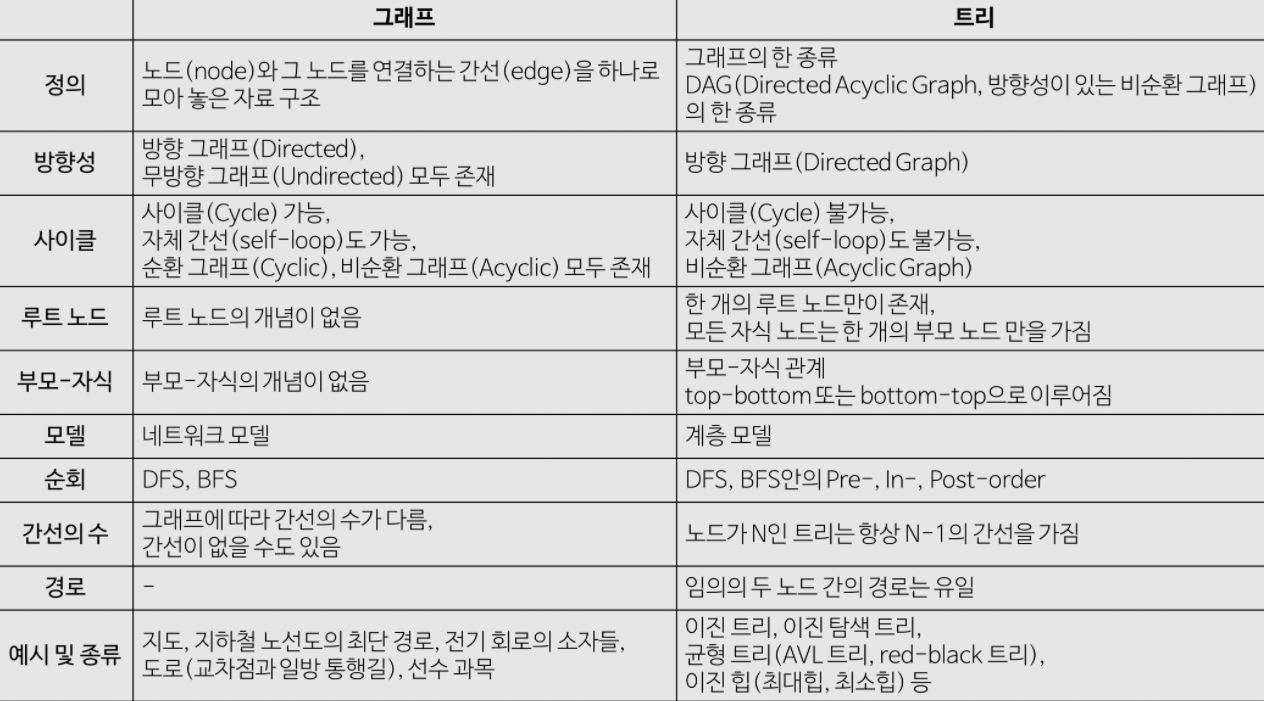 그래프
트리
정의
노드(node)와 그 노드를 연결하는 간선(edge)을 하나로
모아 놓은 자료 구조
그래프의 한 종류
DAG(Directed Acyclic Graph, 방향성이 있는 비순환 그래프)
의 한 종류
방향성
방향 그래프(Directed),
무방향 그래프(Undirected) 모두 존재
방향 그래프(Directed Graph)
사이클
사이클(Cycle) 가능,
자체 간선(self-loop)도 가능,
순환 그래프(Cyclic), 비순환 그래프(Acyclic) 모두 존재
사이클(Cycle) 불가능,
자체 간선(self-loop)도 불가능,
비순환 그래프(Acyclic Graph)
루트 노드
루트 노드의 개념이 없음
한 개의 루트 노드만이 존재,
모든 자식 노드는 한 개의 부모 노드 만을 가짐
부모-자식
부모-자식의 개념이 없음
부모-자식 관계
top-bottom 또는 bottom-top으로 이루어짐
모델
네트워크 모델
계층 모델
순회
DFS, BFS
DFS, BFS안의 Pre-, In-, Post-order
간선의 수
그래프에 따라 간선의 수가 다름,
간선이 없을 수도 있음
노드가 N인 트리는 항상 N-1의 간선을 가짐
경로
-
임의의 두 노드 간의 경로는 유일
예시 및 종류
지도, 지하철 노선도의 최단 경로, 전기 회로의 소자들,
도로(교차점과 일방 통행길), 선수 과목
이진 트리, 이진 탐색 트리,
균형 트리(AVL 트리, red-black 트리),
이진 힙(최대힙, 최소힙) 등